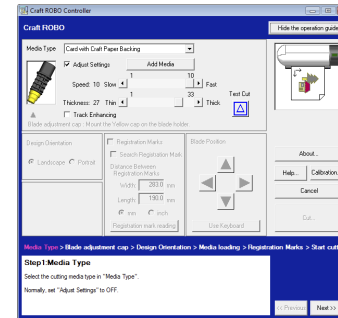 Craft ROBO Controller
Craft ROBO
Hide the operation guide
Media Type Card with Craft Paper Backing
Adjust Settings Add Media
1 10
Speed: 10 Slow Fast
1 33
Thickness: 27 Thin Thick
Test Cut
Track Enhancing
Blade adjustment cap : Mount the Yellow cap on the blade holder.
Design Orientation
Landscape Portrait
Registration Marks
Search Registration Mark
Distance Between
Registration Marks
Width: 283.0 mm
Length: 190.0 mm
mm inch
Registration mark reading
Blade Position
Use Keyboard
About...
Help... Calibration.
Cancel
Cut...
Media Type > Blade adjustment cap > Design Orientation > Media loading > Registration Marks > Start cutt
Step1:Media Type
Select the cutting media type in "Media Type".
Normally, set "Adjust Settings" to OFF.
<< Previous Next >>